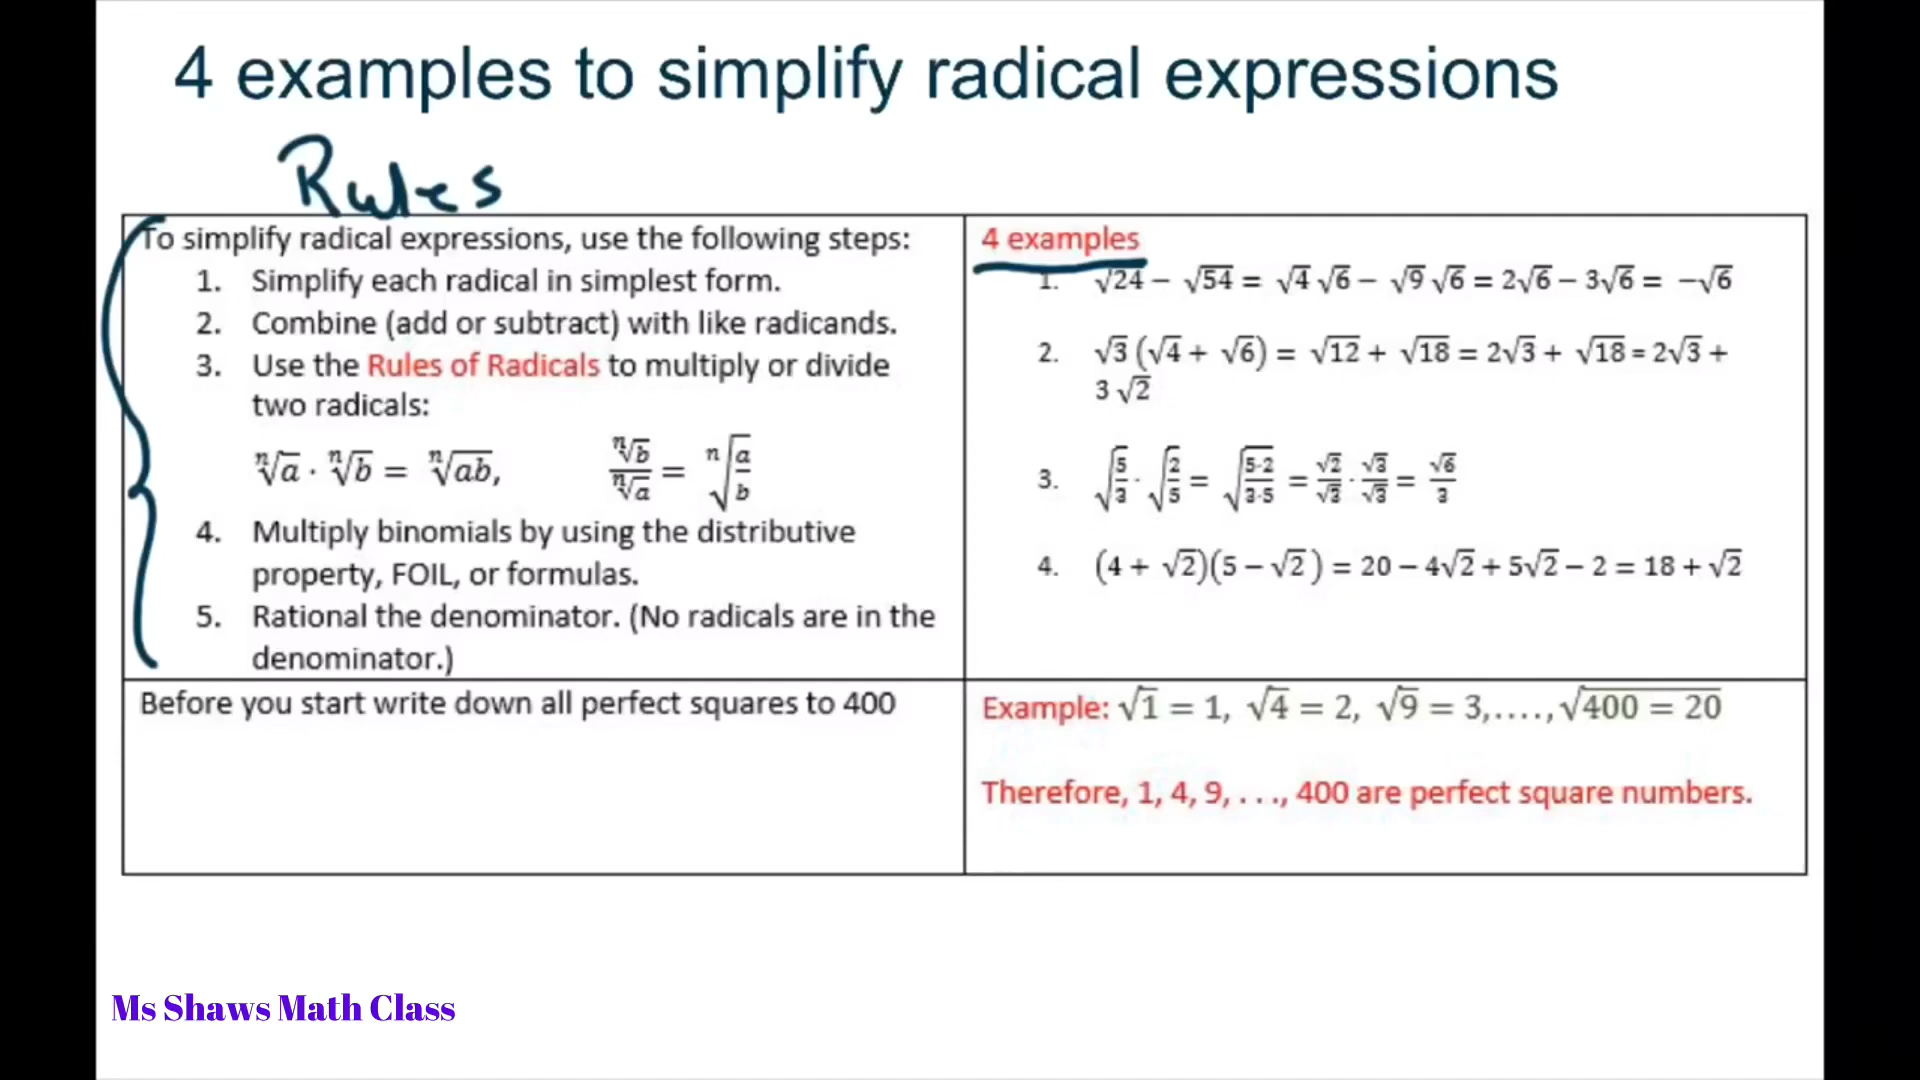 4 examples to simplify radical expressions
Rules
To simplify radical expressions, use the following steps:
1. Simplify each radical in simplest form.
2. Combine (add or subtract) with like radicands.
3. Use the Rules of Radicals to multiply or divide
two radicals:
ⁿ√a · ⁿ√b = ⁿ√ab, ⁿ√b/ⁿ√a = ⁿ√(a/b)
4. Multiply binomials by using the distributive
property, FOIL, or formulas.
5. Rational the denominator. (No radicals are in the
denominator.)
4 examples
1. √24 − √54 = √4 √6 − √9 √6 = 2√6 − 3√6 = −√6
2. √3 (√4 + √6) = √12 + √18 = 2√3 + √18 = 2√3 +
3 √2
3. √(5/3) · √(2/5) = √(5·2/3·5) = √2/√3 · √3/√3 = √6/3
4. (4 + √2)(5 − √2) = 20 − 4√2 + 5√2 − 2 = 18 + √2
Before you start write down all perfect squares to 400
Example: √1 = 1, √4 = 2, √9 = 3,...., √(400 = 20)
Therefore, 1, 4, 9, . . ., 400 are perfect square numbers.
Ms Shaws Math Class